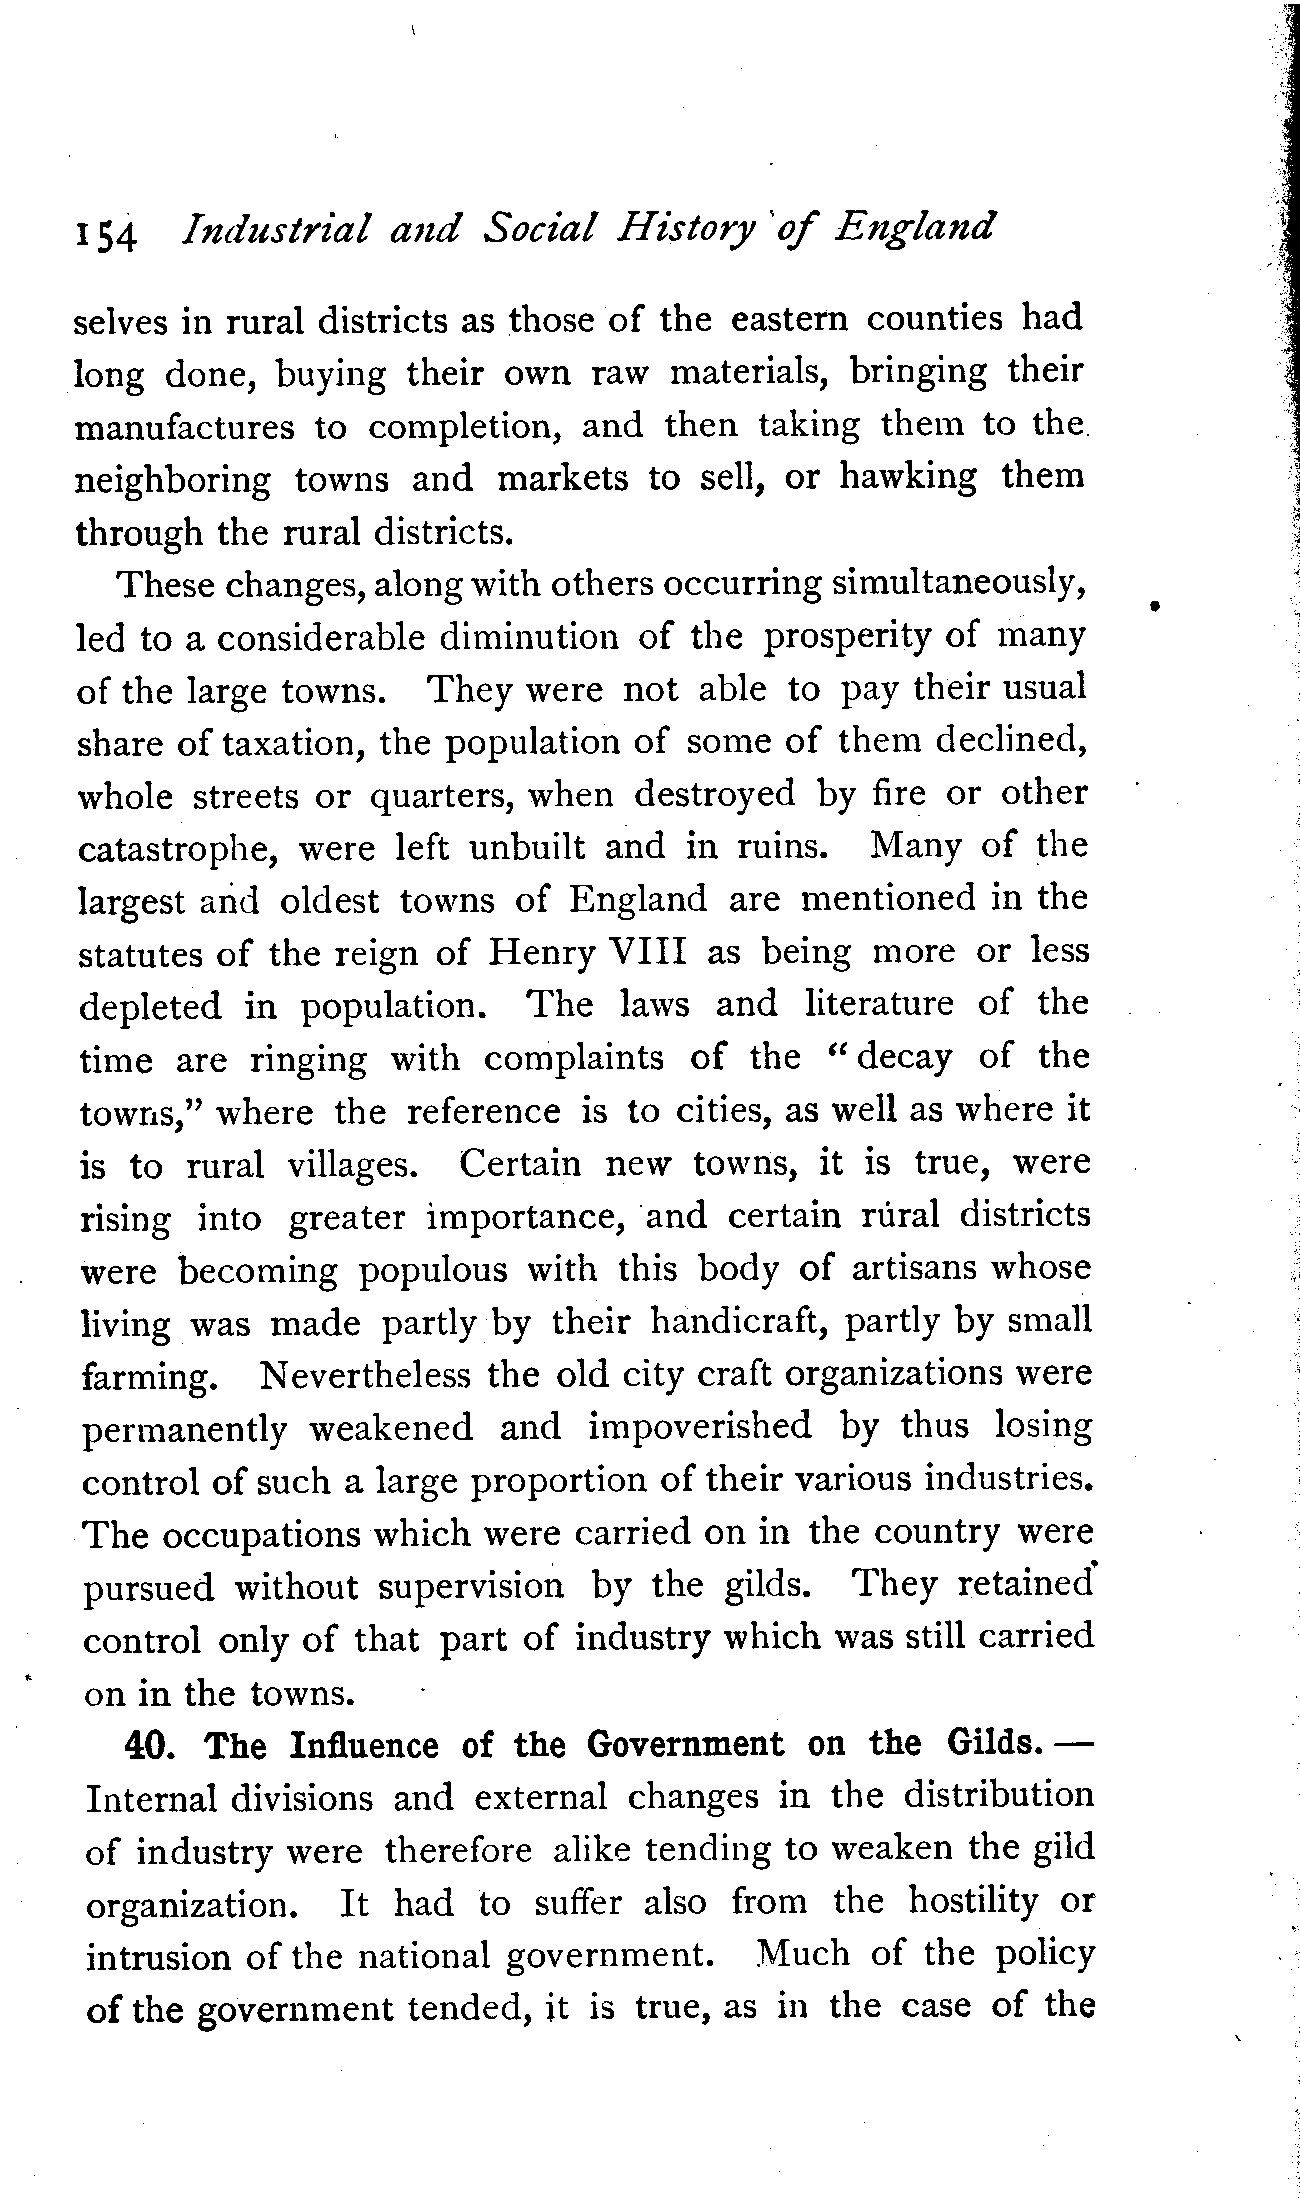 154 Industrial and Social History of England
selves in rural districts as those of the eastern counties had
long done, buying their own raw materials, bringing their
manufactures to completion, and then taking them to the
neighboring towns and markets to sell, or hawking them
through the rural districts.
These changes, along with others occurring simultaneously,
led to a considerable diminution of the prosperity of many
of the large towns. They were not able to pay their usual
share of taxation, the population of some of them declined,
whole streets or quarters, when destroyed by fire or other
catastrophe, were left unbuilt and in ruins. Many of the
largest and oldest towns of England are mentioned in the
statutes of the reign of Henry VIII as being more or less
depleted in population. The laws and literature of the
time are ringing with complaints of the “decay of the
towns,” where the reference is to cities, as well as where it
is to rural villages. Certain new towns, it is true, were
rising into greater importance, and certain rural districts
were becoming populous with this body of artisans whose
living was made partly by their handicraft, partly by small
farming. Nevertheless the old city craft organizations were
permanently weakened and impoverished by thus losing
control of such a large proportion of their various industries.
The occupations which were carried on in the country were
pursued without supervision by the gilds. They retained
control only of that part of industry which was still carried
on in the towns.
40. The Influence of the Government on the Gilds. —
Internal divisions and external changes in the distribution
of industry were therefore alike tending to weaken the gild
organization. It had to suffer also from the hostility or
intrusion of the national government. Much of the policy
of the government tended, it is true, as in the case of the